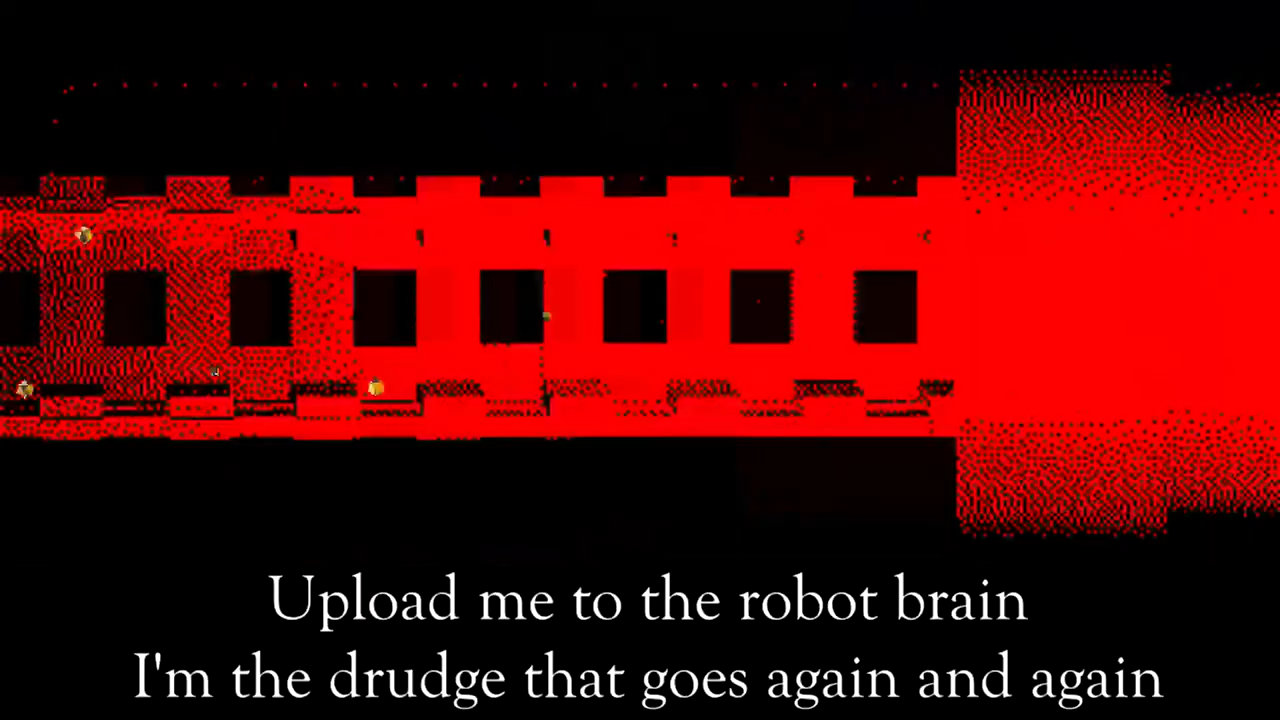 Upload me to the robot brain
I'm the drudge that goes again and again